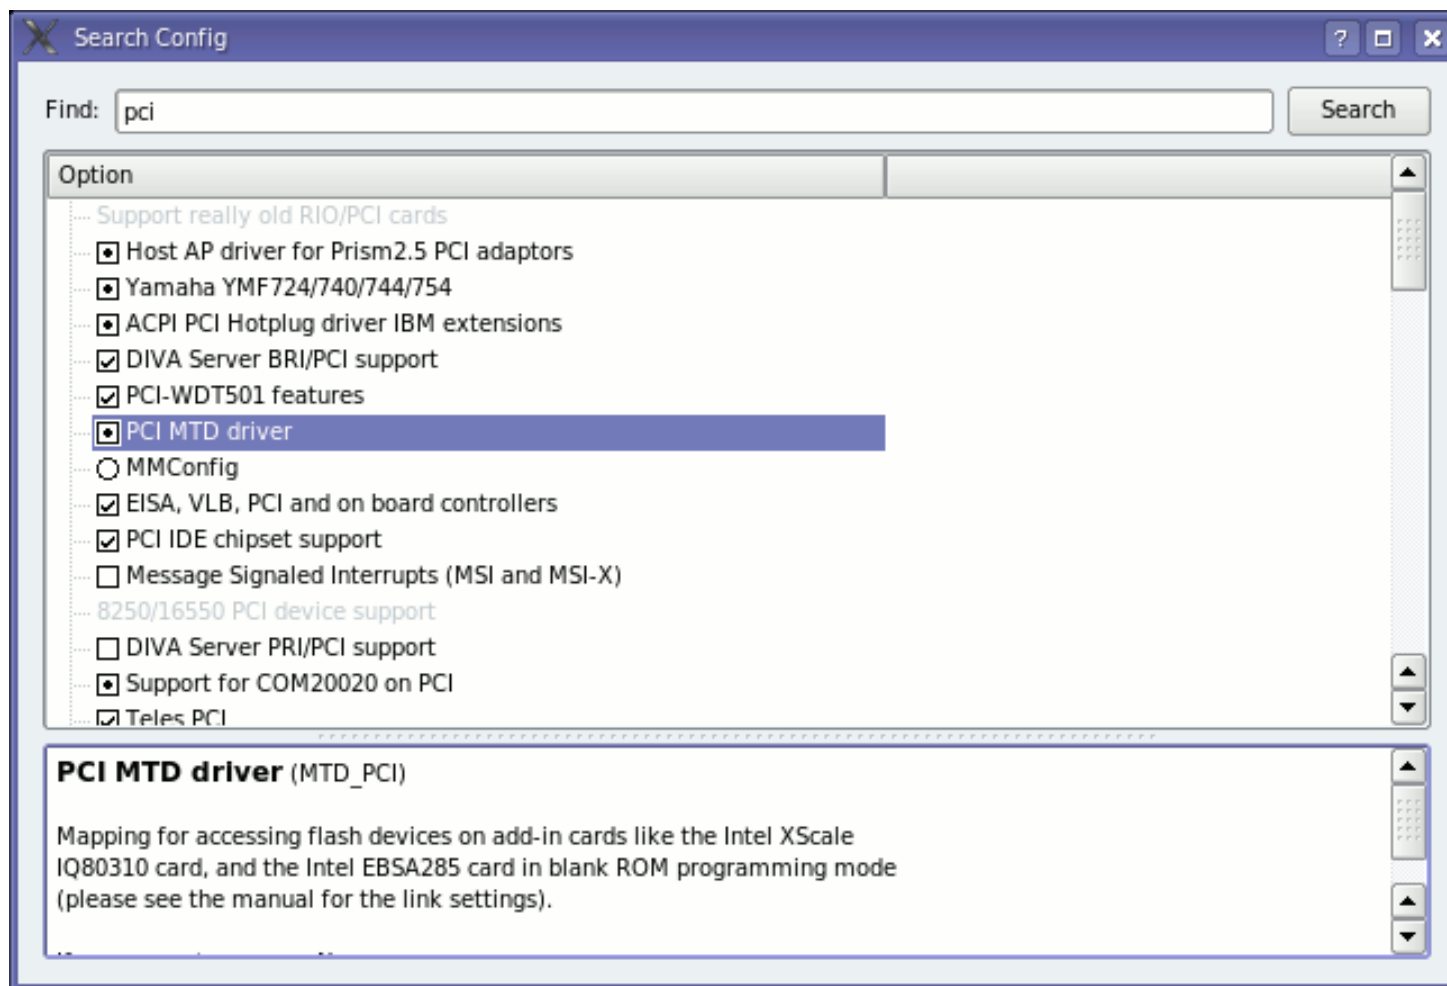 Search Config
Find: pci Search
Option
Support really old RIO/PCI cards
Host AP driver for Prism2.5 PCI adaptors
Yamaha YMF724/740/744/754
ACPI PCI Hotplug driver IBM extensions
DIVA Server BRI/PCI support
PCI-WDT501 features
PCI MTD driver
MMConfig
EISA, VLB, PCI and on board controllers
PCI IDE chipset support
Message Signaled Interrupts (MSI and MSI-X)
8250/16550 PCI device support
DIVA Server PRI/PCI support
Support for COM20020 on PCI
Teles PCI
PCI MTD driver (MTD_PCI)
Mapping for accessing flash devices on add-in cards like the Intel XScale
IQ80310 card, and the Intel EBSA285 card in blank ROM programming mode
(please see the manual for the link settings).